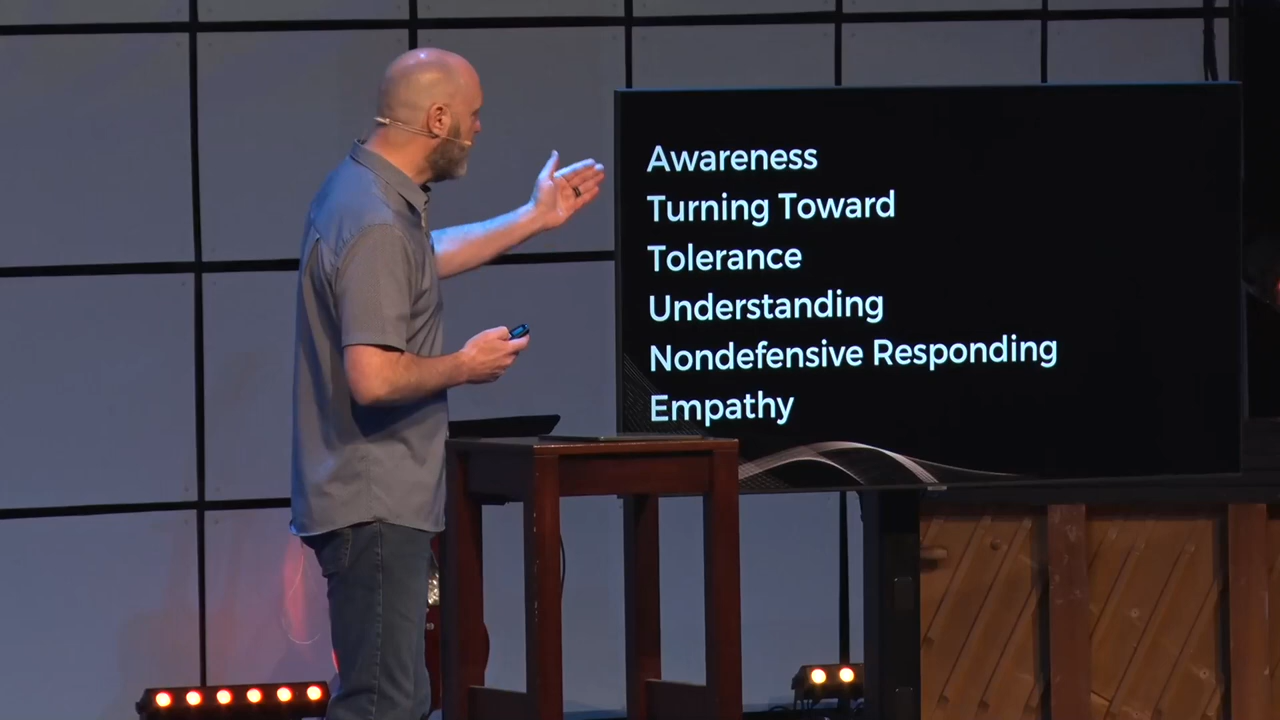 Awareness
Turning Toward
Tolerance
Understanding
Nondefensive Responding
Empathy